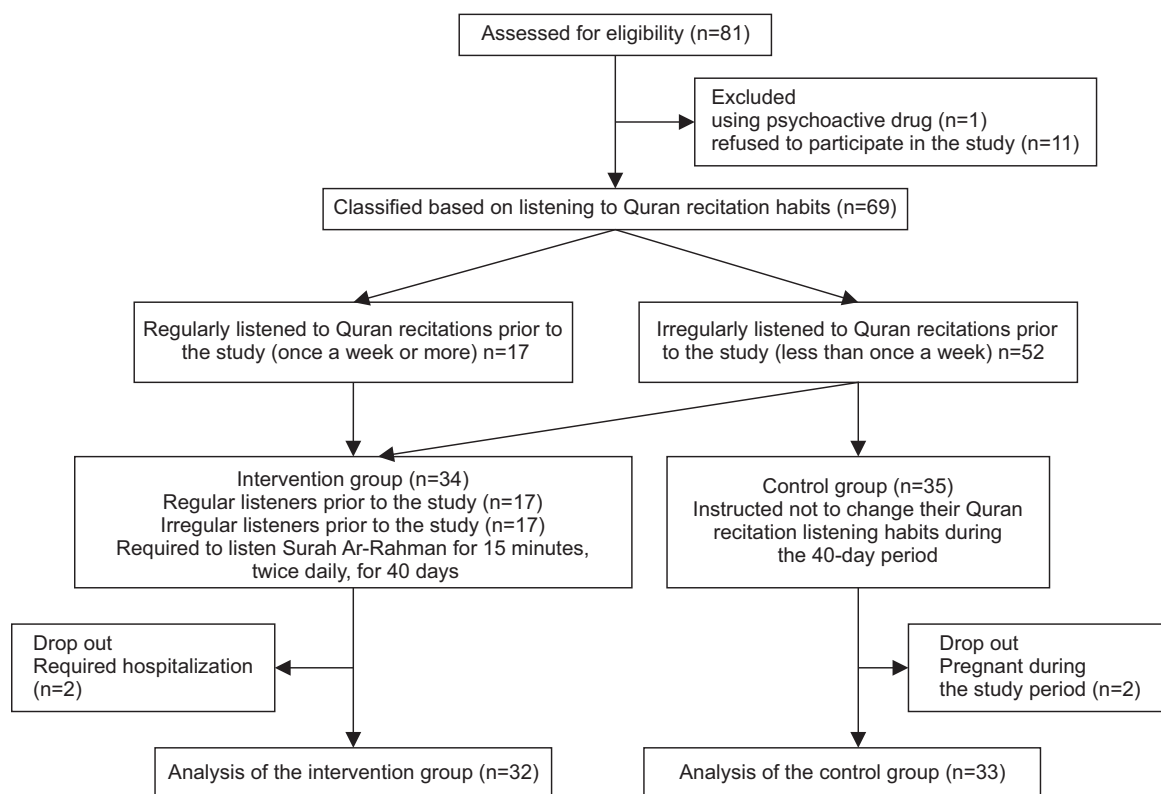 Assessed for eligibility (n=81)
Excluded
using psychoactive drug (n=1)
refused to participate in the study (n=11)
Classified based on listening to Quran recitation habits (n=69)
Regularly listened to Quran recitations prior to
the study (once a week or more) n=17
Irregularly listened to Quran recitations prior
to the study (less than once a week) n=52
Intervention group (n=34)
Regular listeners prior to the study (n=17)
Irregular listeners prior to the study (n=17)
Required to listen Surah Ar-Rahman for 15 minutes,
twice daily, for 40 days
Control group (n=35)
Instructed not to change their Quran
recitation listening habits during
the 40-day period
Drop out
Required hospitalization
(n=2)
Drop out
Pregnant during
the study period (n=2)
Analysis of the intervention group (n=32)
Analysis of the control group (n=33)